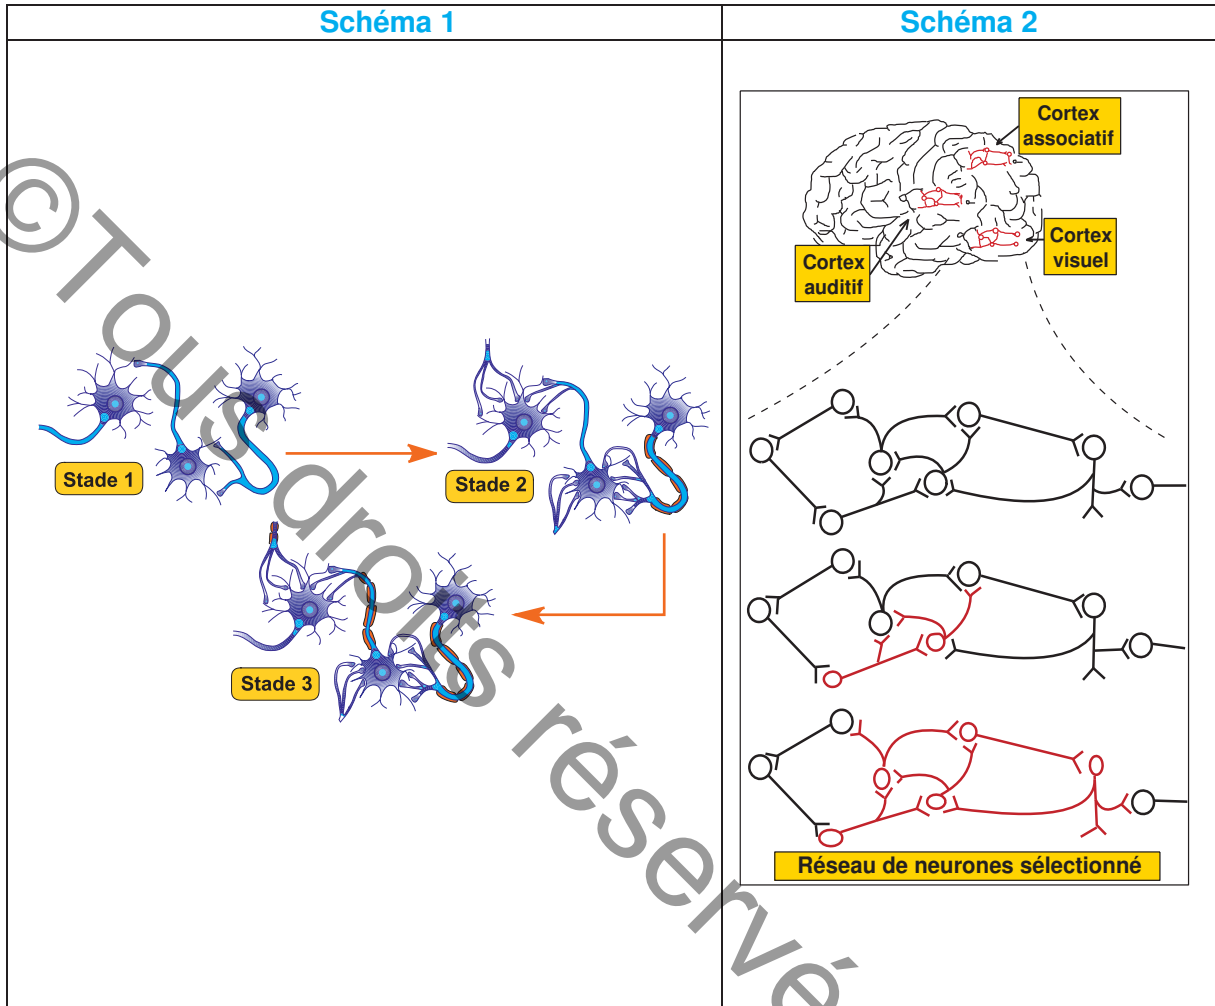 Schéma 1
Schéma 2
Cortex
associatif
Cortex
visuel
Cortex
auditif
Stade 1
Stade 2
Stade 3
Réseau de neurones sélectionné
©Tous droits réservé